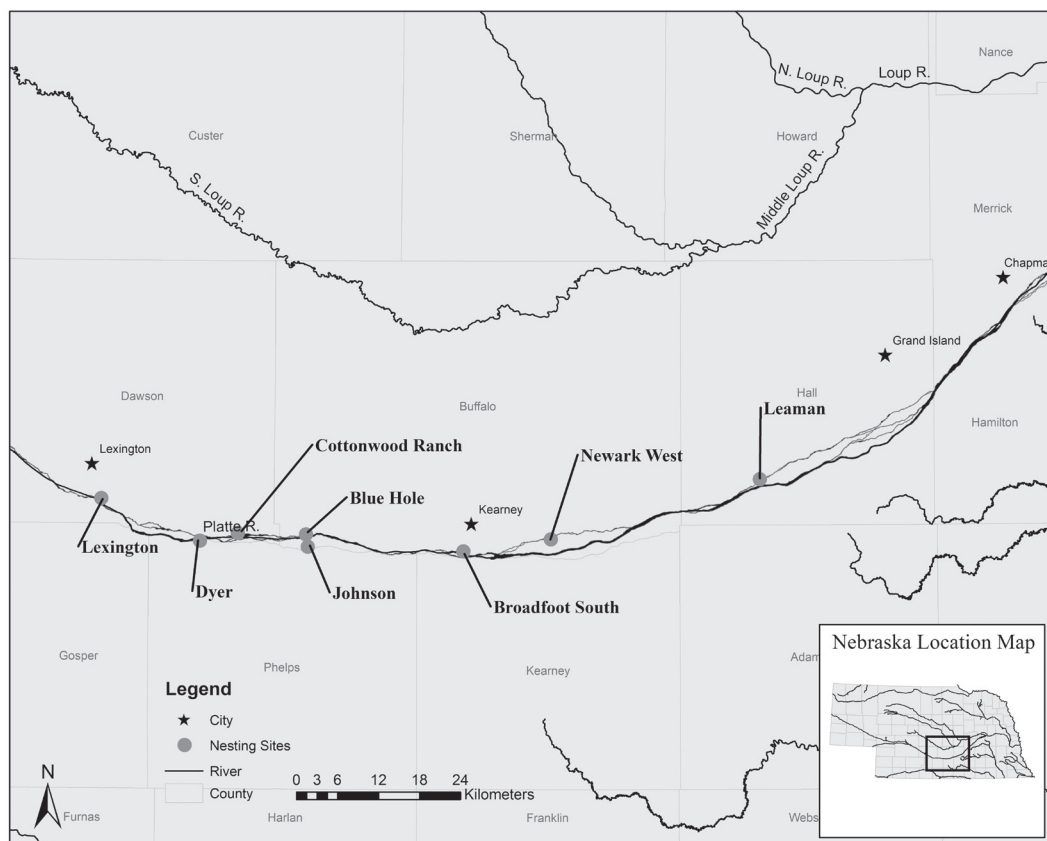 Nance
N. Loup R.
Loup R.
Custer
Sherman
Howard
S. Loup R.
Middle Loup R.
Merrick
Chapma
Grand Island
Dawson
Buffalo
Hall
Leaman
Hamilton
Lexington
Cottonwood Ranch
Newark West
Blue Hole
Kearney
Platte R.
Lexington
Dyer
Johnson
Broadfoot South
Gosper
Phelps
Kearney
Adam
Nebraska Location Map
Legend
City
Nesting Sites
River
County
N
0 3 6 12 18 24
Kilometers
Furnas
Harlan
Franklin
Webs